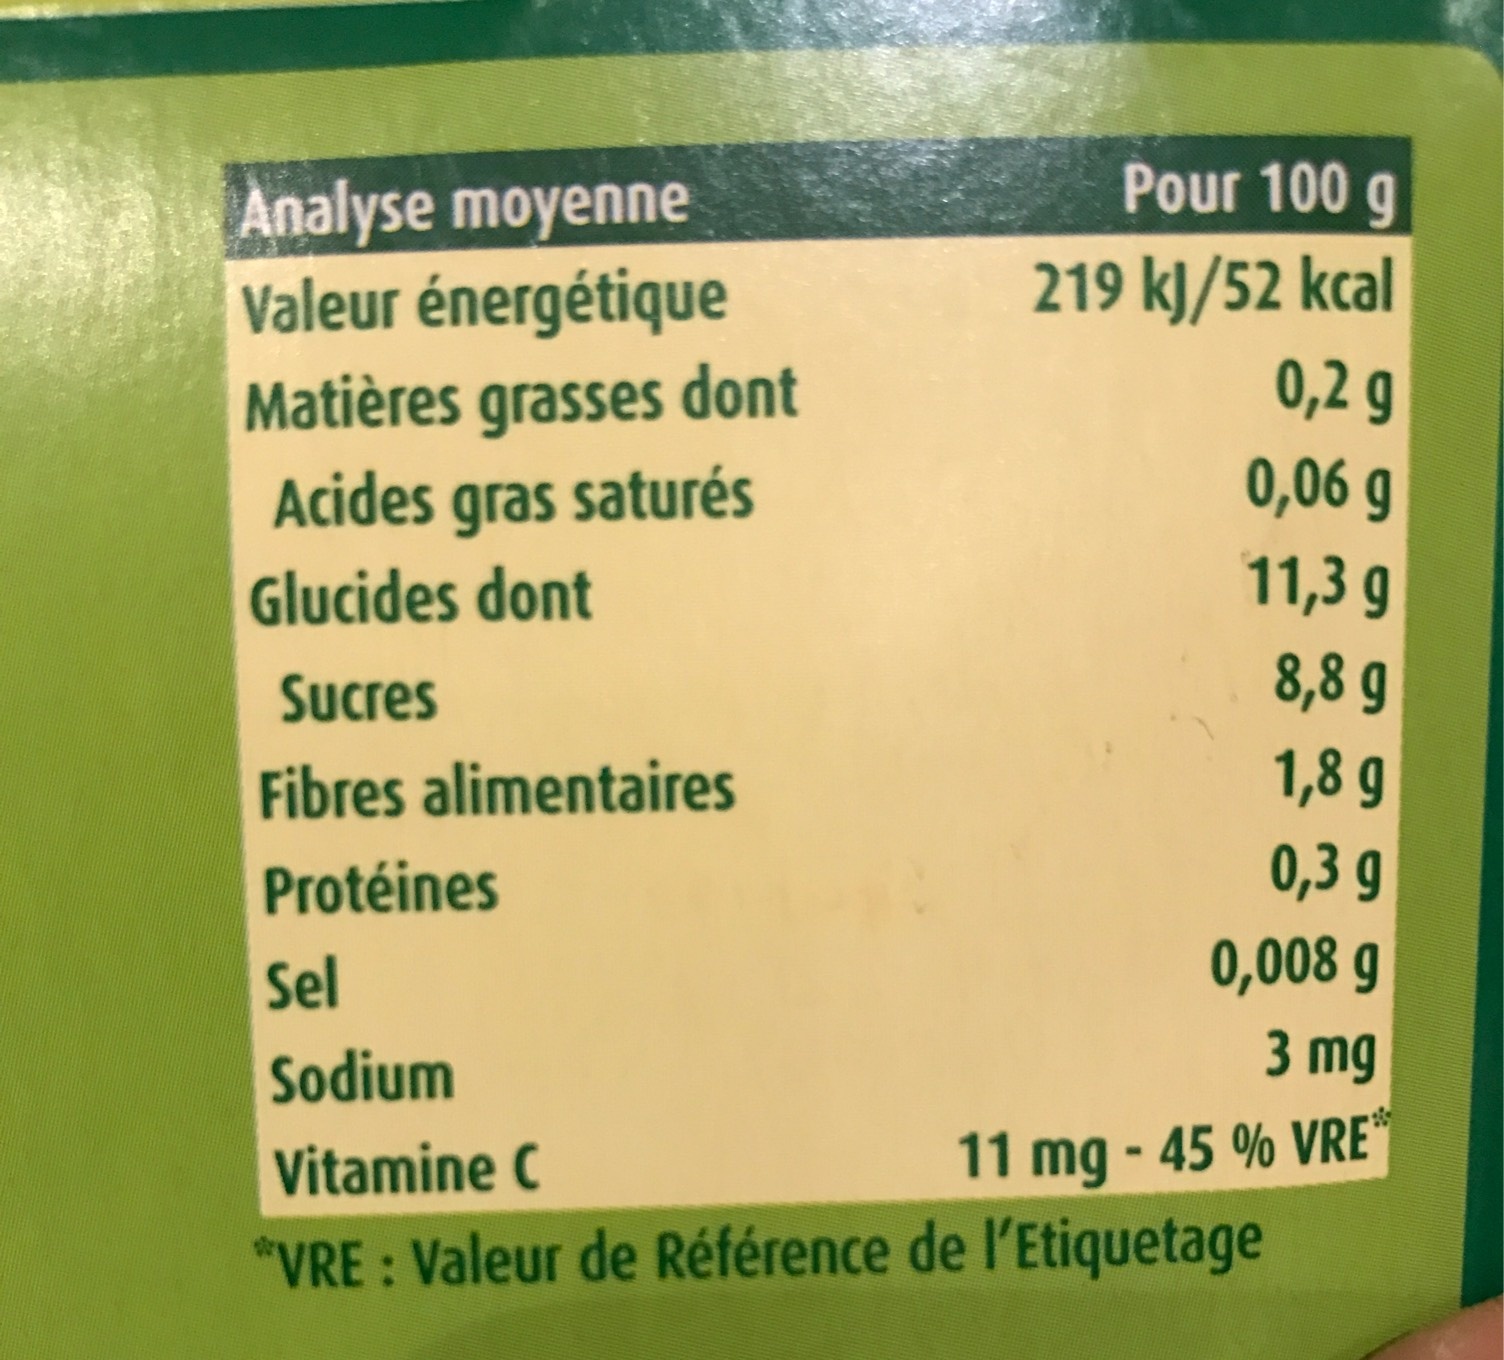 Analyse moyenne Pour 100 g
Valeur énergétique 219 kJ/52 kcal
Matières grasses dont 0,2 g
Acides gras saturés 0,06 g
Glucides dont 11,3 g
Sucres 8,8 g
Fibres alimentaires 1,8 g
Protéines 0,3 g
Sel 0,008 g
Sodium 3 mg
Vitamine C 11 mg - 45 % VRE*
*VRE : Valeur de Référence de l'Etiquetage